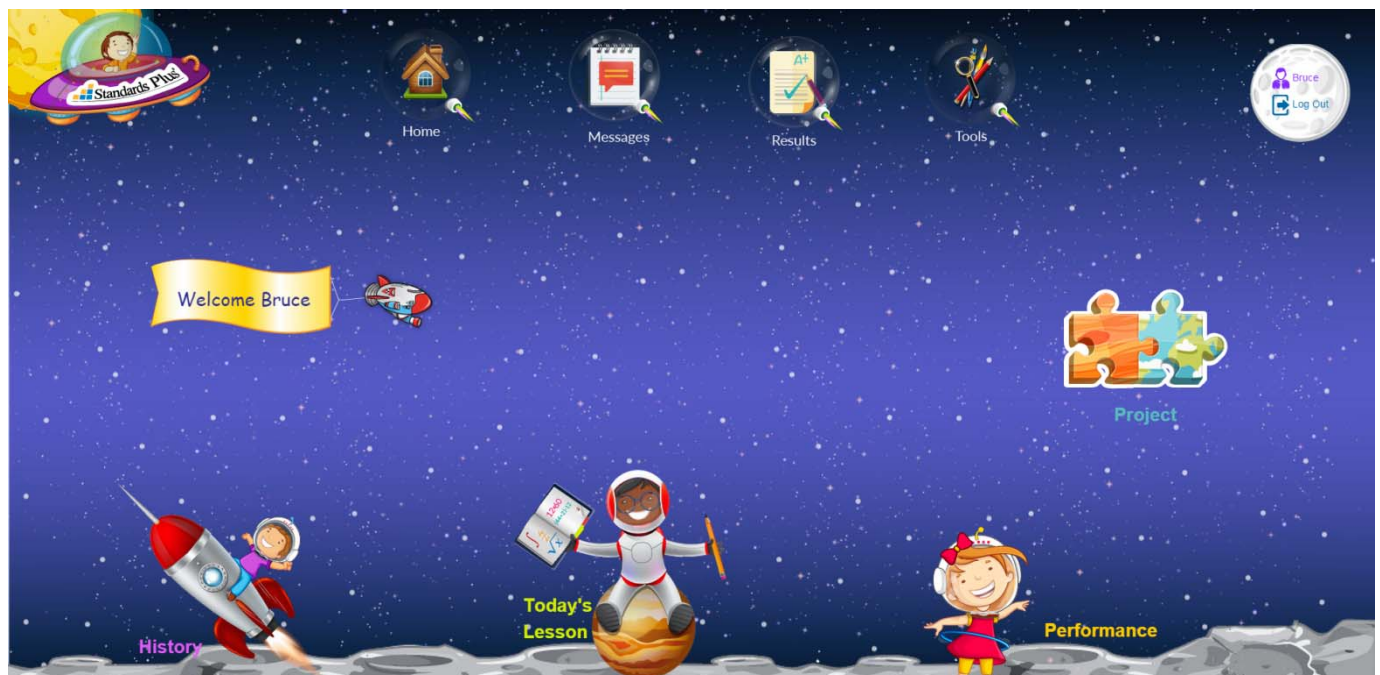 Standards Plus®
Home
Messages
Results
A+
Tools
Bruce
Log Out
Welcome Bruce
Project
Today's
Lesson
History
Performance